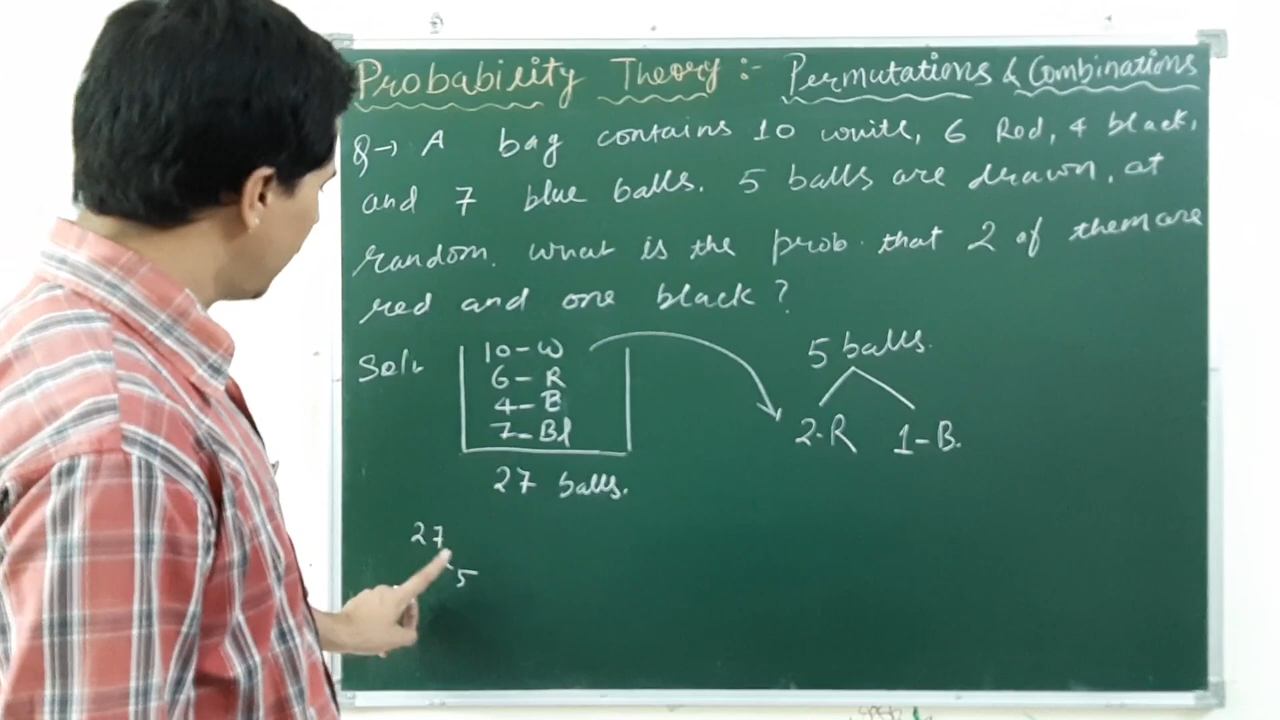 Probability Theory :- Permutations & Combinations
Q→ A bag contains 10 white, 6 Red, 4 black,
and 7 blue balls. 5 balls are drawn, at
random. what is the prob. that 2 of them are
red and one black ?
Soln
10-W
6-R
4-B
7-Bl
27 balls.
5 balls.
2-R 1-B.
27
5